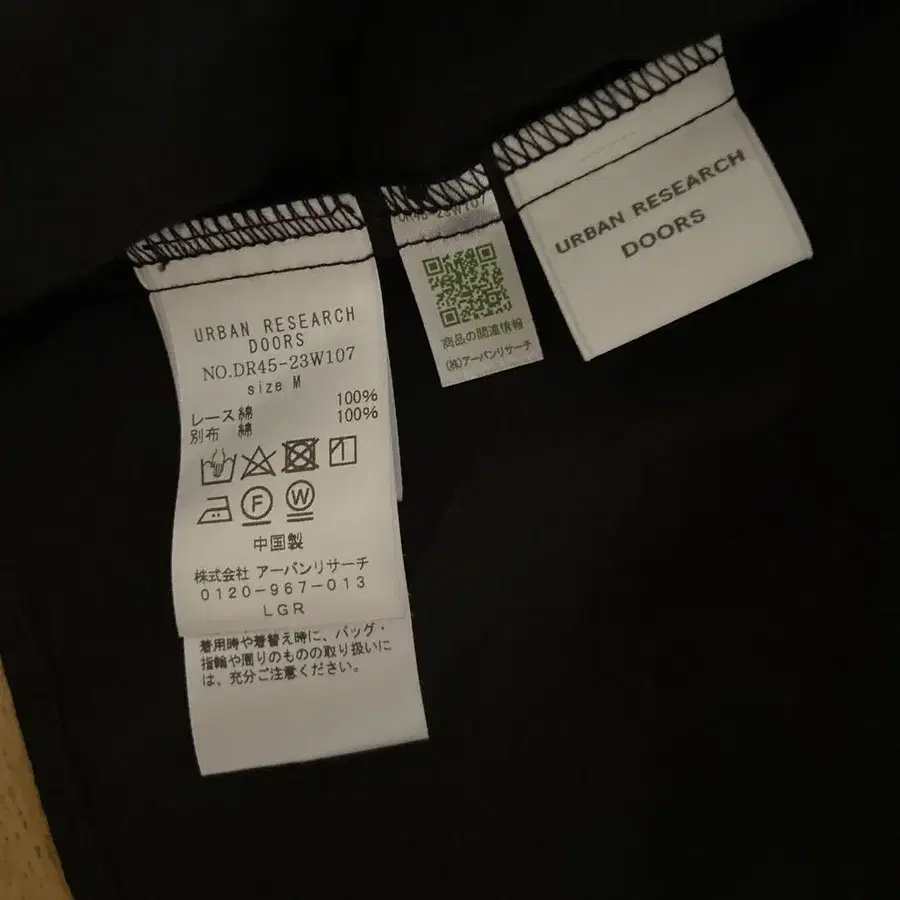 URBAN RESEARCH
DOORS
NO.DR45-23W107
size M
レース 綿 100%
別布 綿 100%
F W
中国製
株式会社 アーバンリサーチ
0120-967-013
LGR
着用時や着替え時に、バッグ・
指輪や周りのものの取り扱いに
は、充分ご注意ください。
DR45-23W107
商品の関連情報
(株)アーバンリサーチ
URBAN RESEARCH
DOORS